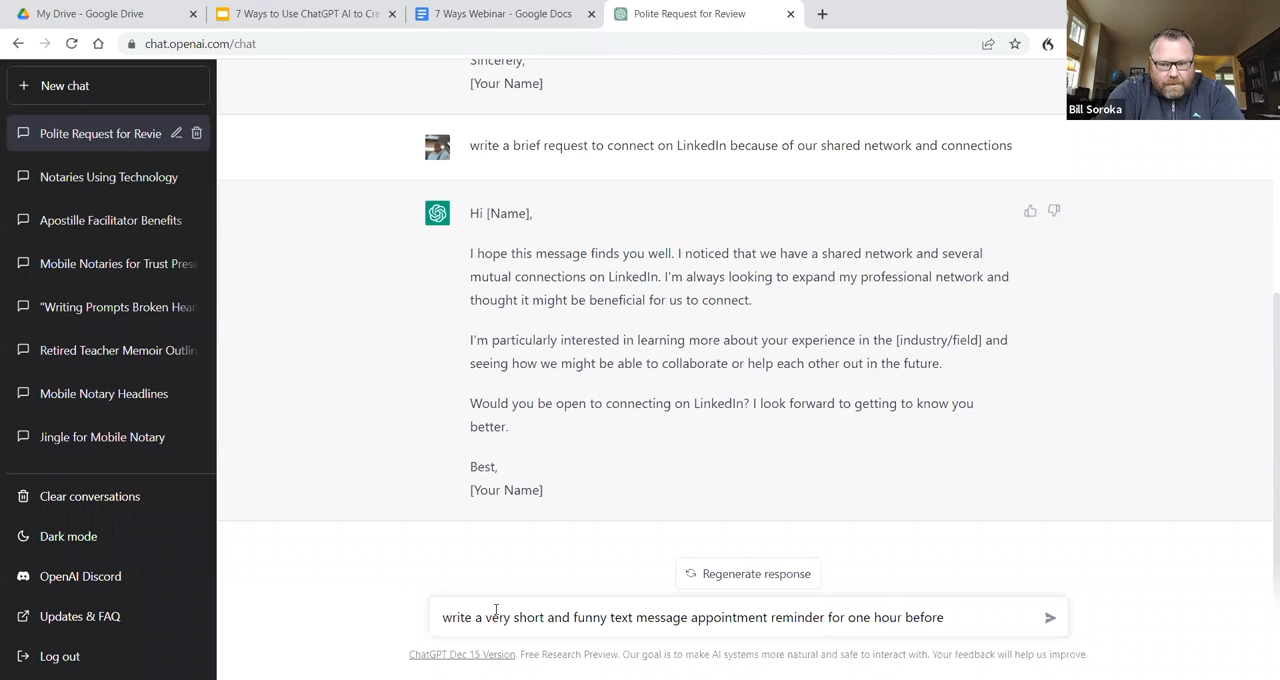 My Drive - Google Drive
7 Ways to Use ChatGPT AI to Cre
7 Ways Webinar - Google Docs
Polite Request for Review
chat.openai.com/chat
Bill Soroka
New chat
Polite Request for Revie
Notaries Using Technology
Apostille Facilitator Benefits
Mobile Notaries for Trust Prese
"Writing Prompts Broken Hear
Retired Teacher Memoir Outlin
Mobile Notary Headlines
Jingle for Mobile Notary
Clear conversations
Dark mode
OpenAI Discord
Updates & FAQ
Log out
Sincerely,
[Your Name]
write a brief request to connect on LinkedIn because of our shared network and connections
Hi [Name],
I hope this message finds you well. I noticed that we have a shared network and several
mutual connections on LinkedIn. I'm always looking to expand my professional network and
thought it might be beneficial for us to connect.
I'm particularly interested in learning more about your experience in the [industry/field] and
seeing how we might be able to collaborate or help each other out in the future.
Would you be open to connecting on LinkedIn? I look forward to getting to know you
better.
Best,
[Your Name]
Regenerate response
write a very short and funny text message appointment reminder for one hour before
ChatGPT Dec 15 Version. Free Research Preview. Our goal is to make AI systems more natural and safe to interact with. Your feedback will help us improve.